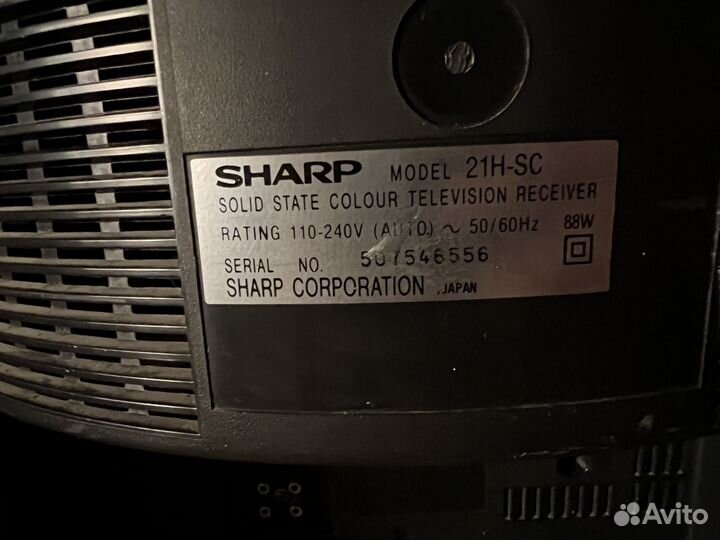 SHARP MODEL 21H-SC
SOLID STATE COLOUR TELEVISION RECEIVER
RATING 110-240V (AUTO) ~ 50/60Hz 88W
SERIAL NO. 507546556
SHARP CORPORATION ,JAPAN
Avito